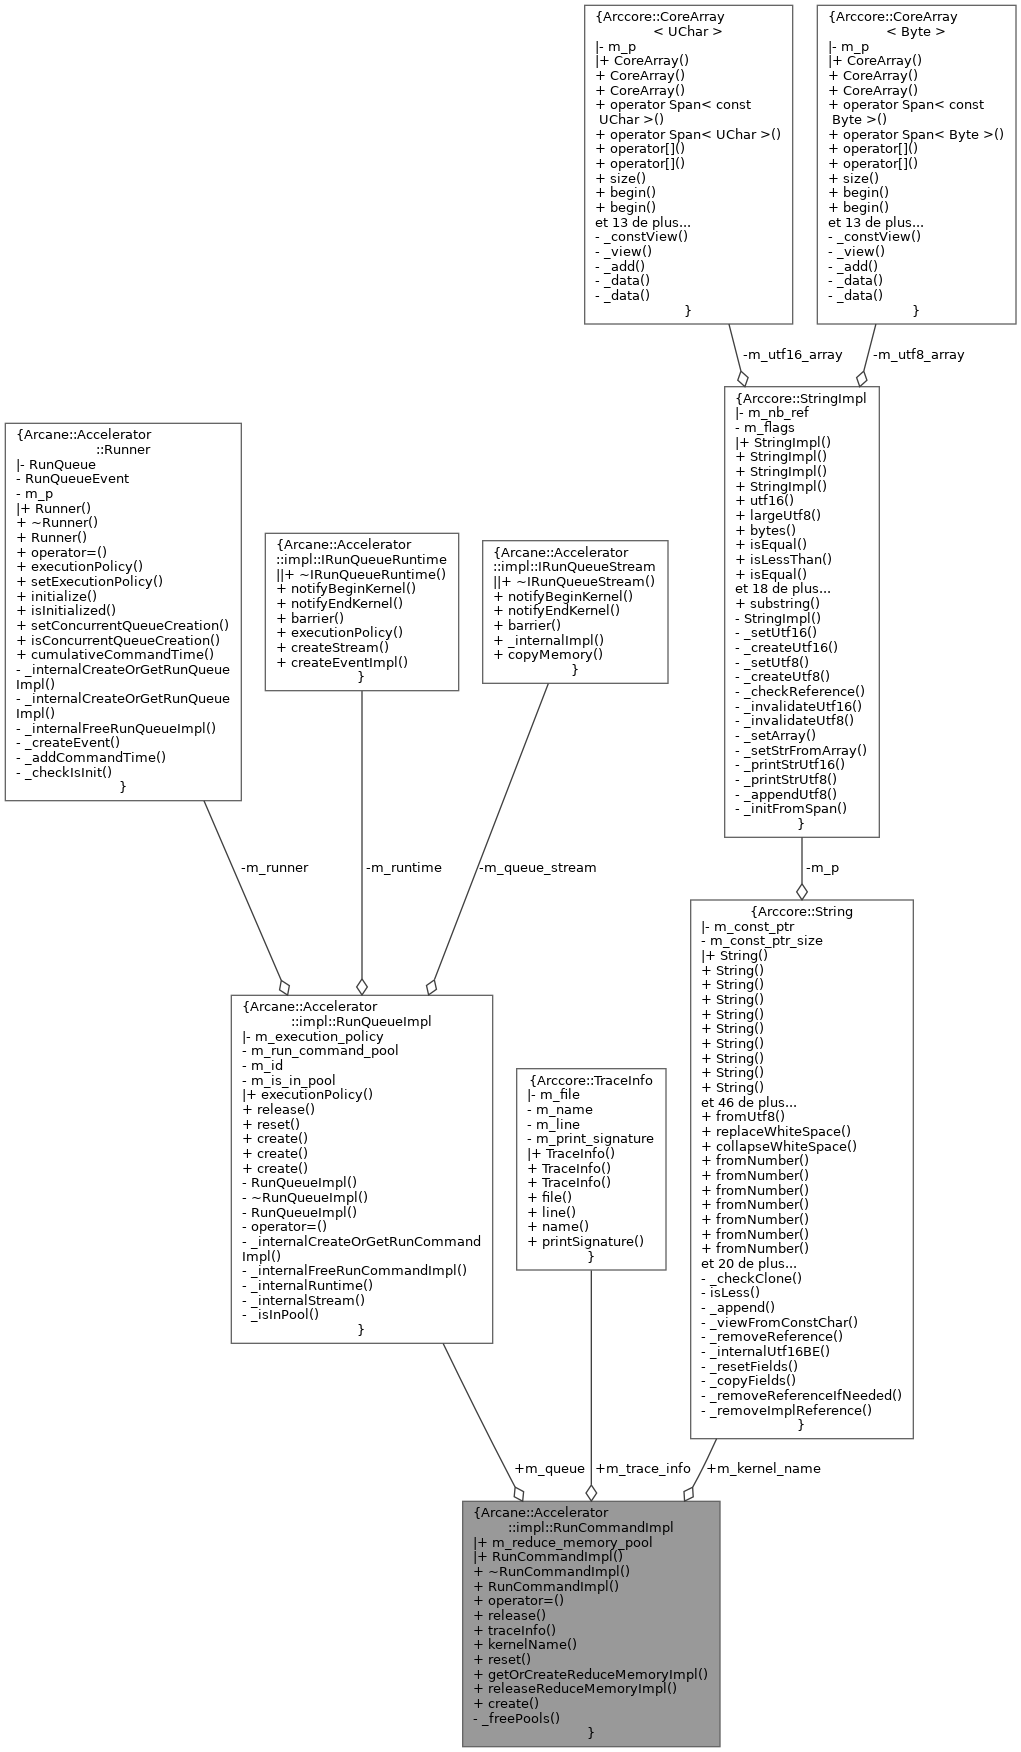 {Arccore::CoreArray
< UChar >
|- m_p
|+ CoreArray()
+ CoreArray()
+ CoreArray()
+ operator Span< const
UChar >()
+ operator Span< UChar >()
+ operator[]()
+ operator[]()
+ size()
+ begin()
+ begin()
et 13 de plus...
- _constView()
- _view()
- _add()
- _data()
- _data()
}
{Arccore::CoreArray
< Byte >
|- m_p
|+ CoreArray()
+ CoreArray()
+ CoreArray()
+ operator Span< const
Byte >()
+ operator Span< Byte >()
+ operator[]()
+ operator[]()
+ size()
+ begin()
+ begin()
et 13 de plus...
- _constView()
- _view()
- _add()
- _data()
- _data()
}
-m_utf16_array
-m_utf8_array
{Arccore::StringImpl
|- m_nb_ref
- m_flags
|+ StringImpl()
+ StringImpl()
+ StringImpl()
+ StringImpl()
+ utf16()
+ largeUtf8()
+ bytes()
+ isEqual()
+ isLessThan()
+ isEqual()
et 18 de plus...
+ substring()
- StringImpl()
- _setUtf16()
- _createUtf16()
- _setUtf8()
- _createUtf8()
- _checkReference()
- _invalidateUtf16()
- _invalidateUtf8()
- _setArray()
- _setStrFromArray()
- _printStrUtf16()
- _printStrUtf8()
- _appendUtf8()
- _initFromSpan()
}
{Arcane::Accelerator
::Runner
|- RunQueue
- RunQueueEvent
- m_p
|+ Runner()
+ ~Runner()
+ Runner()
+ operator=()
+ executionPolicy()
+ setExecutionPolicy()
+ initialize()
+ isInitialized()
+ setConcurrentQueueCreation()
+ isConcurrentQueueCreation()
+ cumulativeCommandTime()
- _internalCreateOrGetRunQueue
Impl()
- _internalCreateOrGetRunQueue
Impl()
- _internalFreeRunQueueImpl()
- _createEvent()
- _addCommandTime()
- _checkIsInit()
}
{Arcane::Accelerator
::impl::IRunQueueRuntime
||+ ~IRunQueueRuntime()
+ notifyBeginKernel()
+ notifyEndKernel()
+ barrier()
+ executionPolicy()
+ createStream()
+ createEventImpl()
}
{Arcane::Accelerator
::impl::IRunQueueStream
||+ ~IRunQueueStream()
+ notifyBeginKernel()
+ notifyEndKernel()
+ barrier()
+ _internalImpl()
+ copyMemory()
}
-m_runner
-m_runtime
-m_queue_stream
-m_p
{Arccore::String
|- m_const_ptr
- m_const_ptr_size
|+ String()
+ String()
+ String()
+ String()
+ String()
+ String()
+ String()
+ String()
+ String()
+ String()
et 46 de plus...
+ fromUtf8()
+ replaceWhiteSpace()
+ collapseWhiteSpace()
+ fromNumber()
+ fromNumber()
+ fromNumber()
+ fromNumber()
+ fromNumber()
+ fromNumber()
+ fromNumber()
et 20 de plus...
- _checkClone()
- isLess()
- _append()
- _viewFromConstChar()
- _removeReference()
- _internalUtf16BE()
- _resetFields()
- _copyFields()
- _removeReferenceIfNeeded()
- _removeImplReference()
}
{Arcane::Accelerator
::impl::RunQueueImpl
|- m_execution_policy
- m_run_command_pool
- m_id
- m_is_in_pool
|+ executionPolicy()
+ release()
+ reset()
+ create()
+ create()
+ create()
- RunQueueImpl()
- ~RunQueueImpl()
- RunQueueImpl()
- operator=()
- _internalCreateOrGetRunCommand
Impl()
- _internalFreeRunCommandImpl()
- _internalRuntime()
- _internalStream()
- _isInPool()
}
{Arccore::TraceInfo
|- m_file
- m_name
- m_line
- m_print_signature
|+ TraceInfo()
+ TraceInfo()
+ TraceInfo()
+ file()
+ line()
+ name()
+ printSignature()
}
+m_queue
+m_trace_info
+m_kernel_name
{Arcane::Accelerator
::impl::RunCommandImpl
|+ m_reduce_memory_pool
|+ RunCommandImpl()
+ ~RunCommandImpl()
+ RunCommandImpl()
+ operator=()
+ release()
+ traceInfo()
+ kernelName()
+ reset()
+ getOrCreateReduceMemoryImpl()
+ releaseReduceMemoryImpl()
+ create()
- _freePools()
}